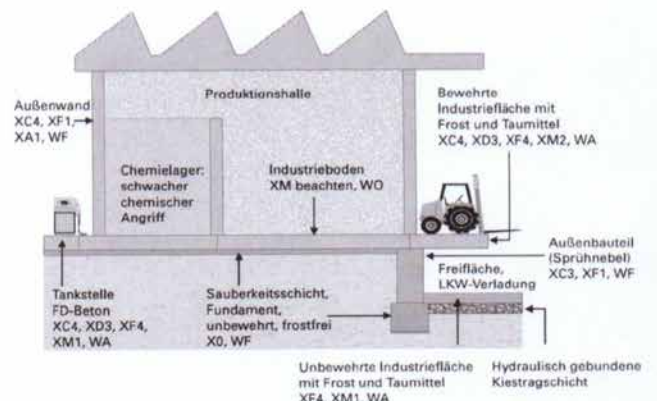 Produktionshalle
Außenwand
XC4, XF1,
XA1, WF
Chemielager:
schwacher
chemischer
Angriff
Industrieboden
XM beachten, WO
Bewehrte
Industriefläche mit
Frost und Taumittel
XC4, XD3, XF4, XM2, WA
Außenbauteil
(Sprühnebel)
XC3, XF1, WF
Freifläche,
LKW-Verladung
Tankstelle
FD-Beton
XC4, XD3, XF4,
XM1, WA
Sauberkeitsschicht,
Fundament,
unbewehrt, frostfrei
X0, WF
Unbewehrte Industriefläche
mit Frost und Taumittel
XF4, XM1, WA
Hydraulisch gebundene
Kiestragschicht